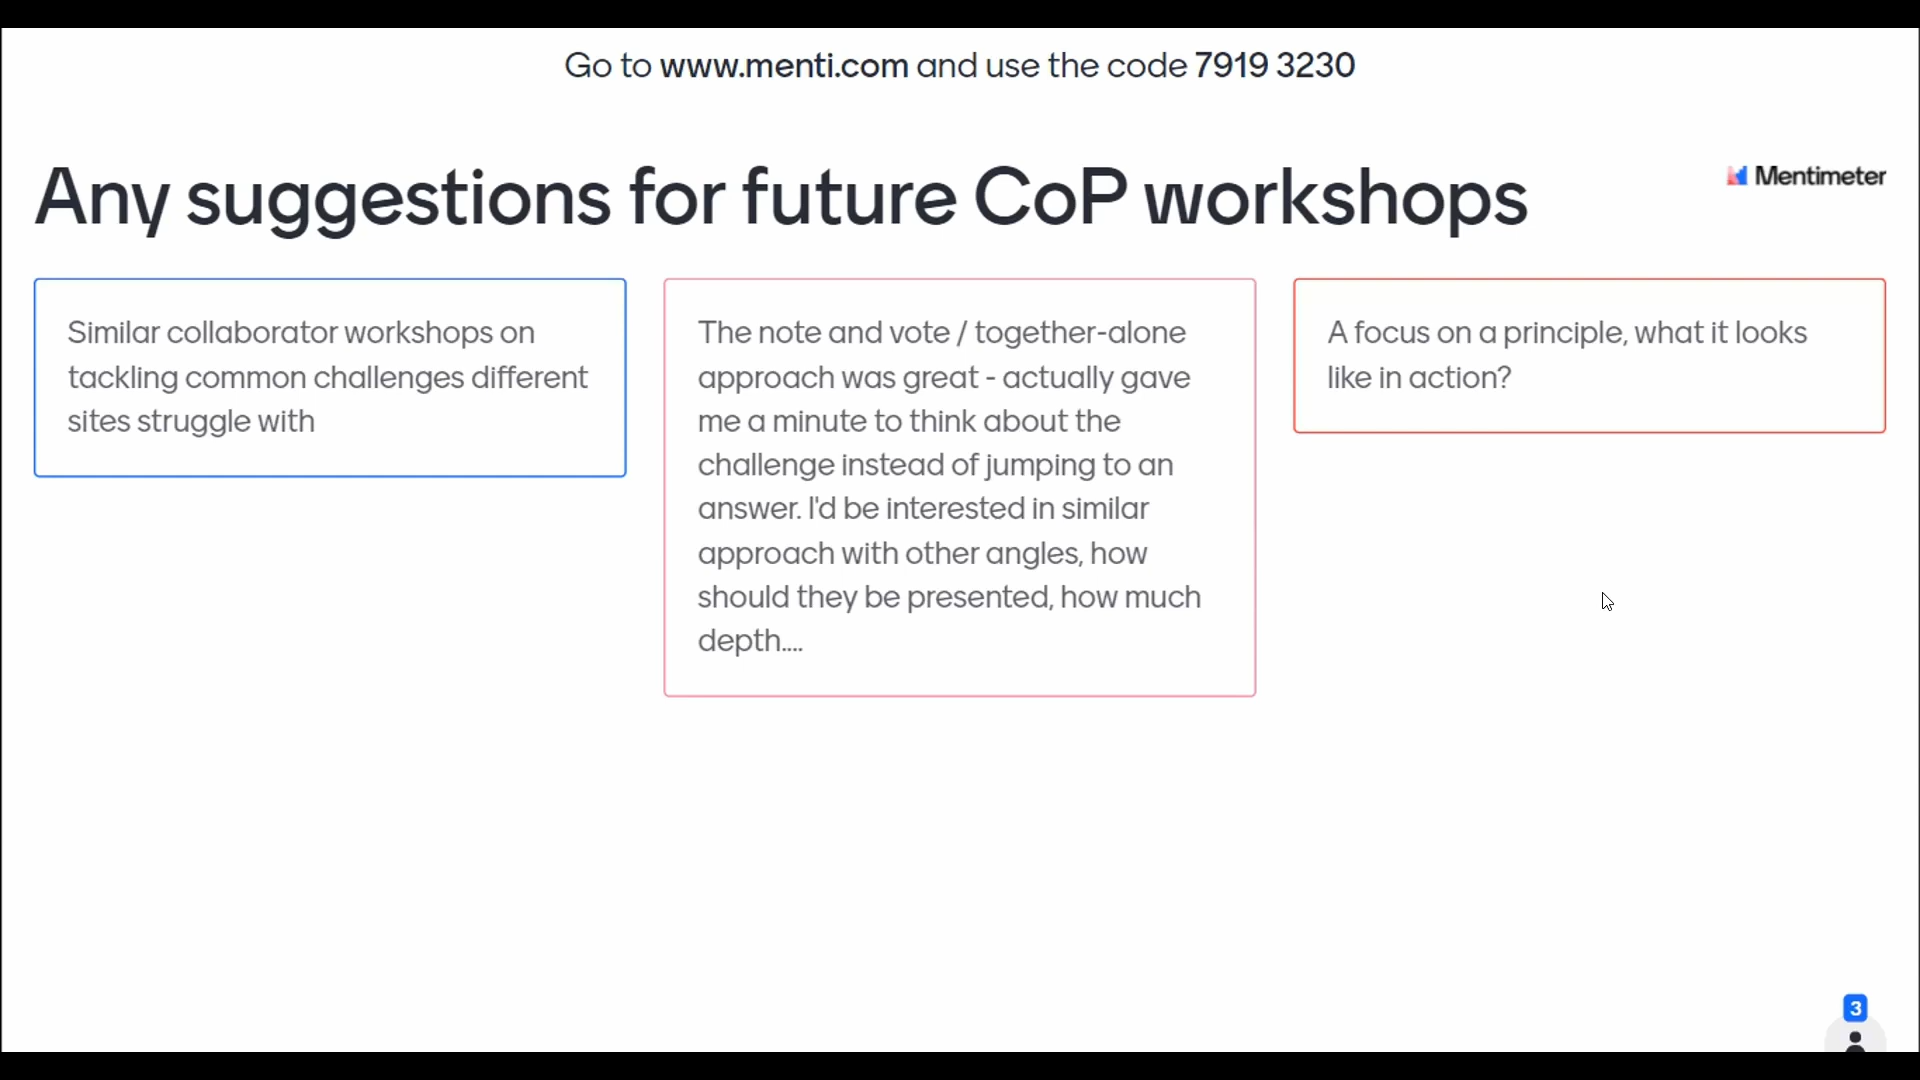 Go to www.menti.com and use the code 7919 3230
Any suggestions for future CoP workshops
Mentimeter
Similar collaborator workshops on
tackling common challenges different
sites struggle with
The note and vote / together-alone
approach was great - actually gave
me a minute to think about the
challenge instead of jumping to an
answer. I'd be interested in similar
approach with other angles, how
should they be presented, how much
depth....
A focus on a principle, what it looks
like in action?
3